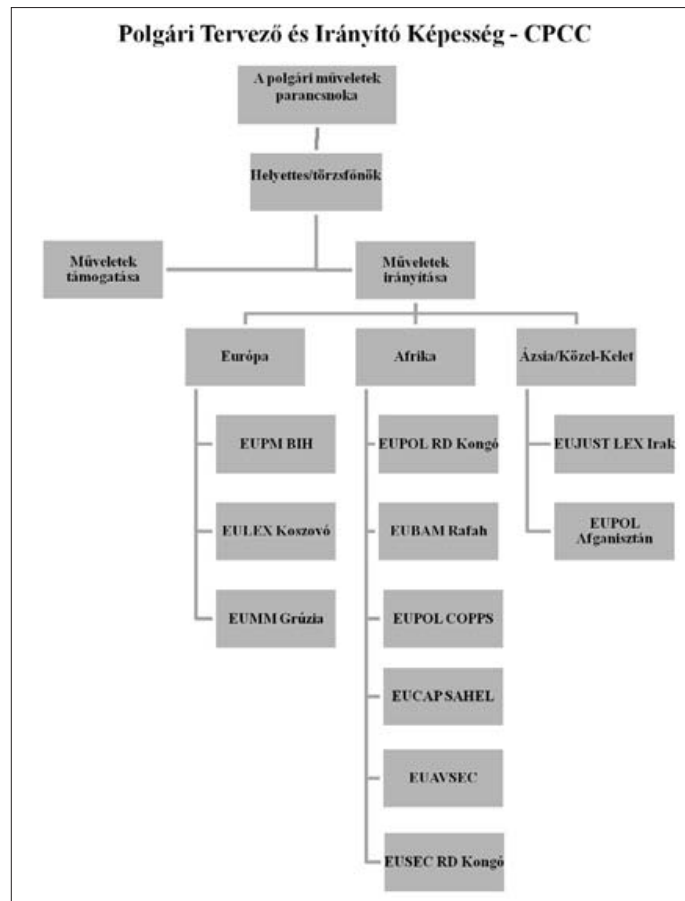 Polgári Tervező és Irányító Képesség - CPCC
A polgári műveletek
parancsnoka
Helyettes/törzsfőnök
Műveletek
támogatása
Műveletek
irányítása
Európa
Afrika
Ázsia/Közel-Kelet
EUPM BIH
EUPOL RD Kongó
EUJUST LEX Irak
EULEX Koszovó
EUBAM Rafah
EUPOL
Afganisztán
EUMM Grúzia
EUPOL COPPS
EUCAP SAHEL
EUAVSEC
EUSEC RD Kongó